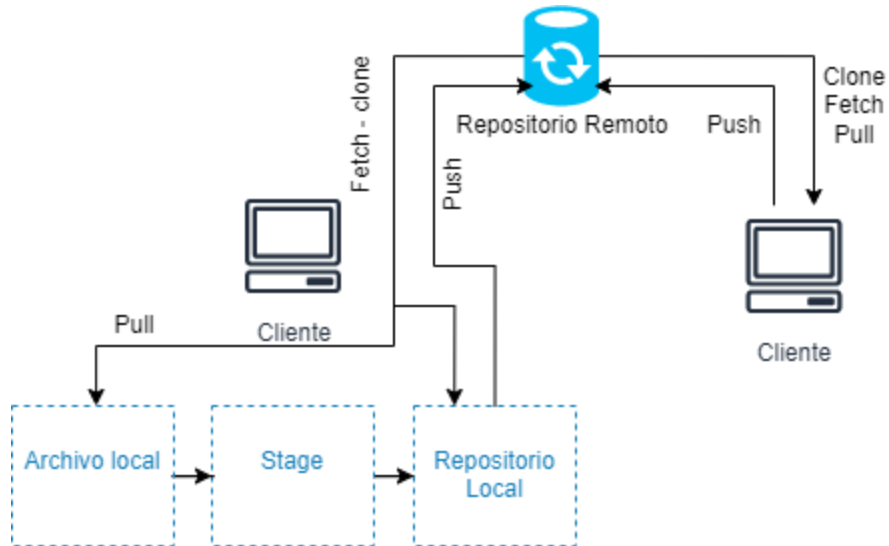 Fetch - clone
Push
Repositorio Remoto
Push
Clone
Fetch
Pull
Pull
Cliente
Cliente
Archivo local
Stage
Repositorio
Local